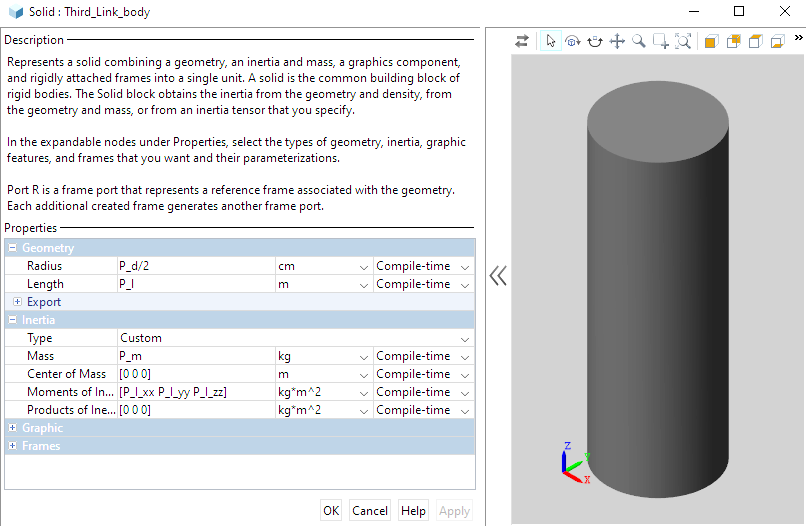 Solid : Third_Link_body
Description
Represents a solid combining a geometry, an inertia and mass, a graphics component,
and rigidly attached frames into a single unit. A solid is the common building block of
rigid bodies. The Solid block obtains the inertia from the geometry and density, from
the geometry and mass, or from an inertia tensor that you specify.
In the expandable nodes under Properties, select the types of geometry, inertia, graphic
features, and frames that you want and their parameterizations.
Port R is a frame port that represents a reference frame associated with the geometry.
Each additional created frame generates another frame port.
Properties
Geometry
Radius P_d/2 cm Compile-time
Length P_l m Compile-time
Export
Inertia
Type Custom
Mass P_m kg Compile-time
Center of Mass [0 0 0] m Compile-time
Moments of In... [P_I_xx P_I_yy P_I_zz] kg*m^2 Compile-time
Products of Ine... [0 0 0] kg*m^2 Compile-time
Graphic
Frames
OK Cancel Help Apply
Z
Y
X